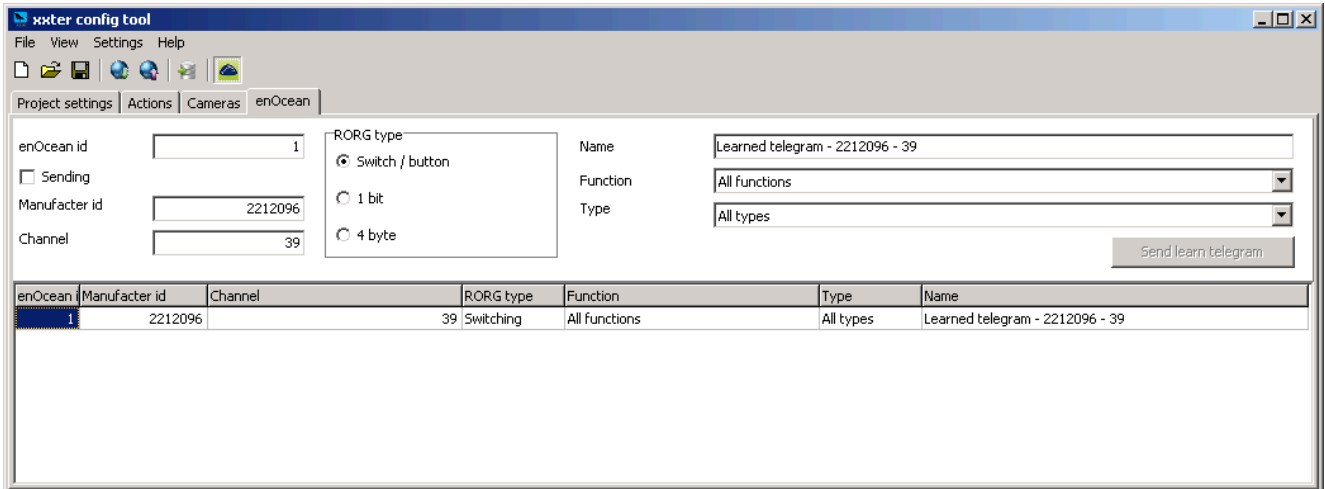 xxter config tool
File View Settings Help
Project settings Actions Cameras enOcean
enOcean id 1 RORG type Name Learned telegram - 2212096 - 39
Sending Switch / button Function All functions
Manufacter id 2212096 1 bit Type All types
Channel 39 4 byte Send learn telegram
enOcean i Manufacter id Channel RORG type Function Type Name
1 2212096 39 Switching All functions All types Learned telegram - 2212096 - 39